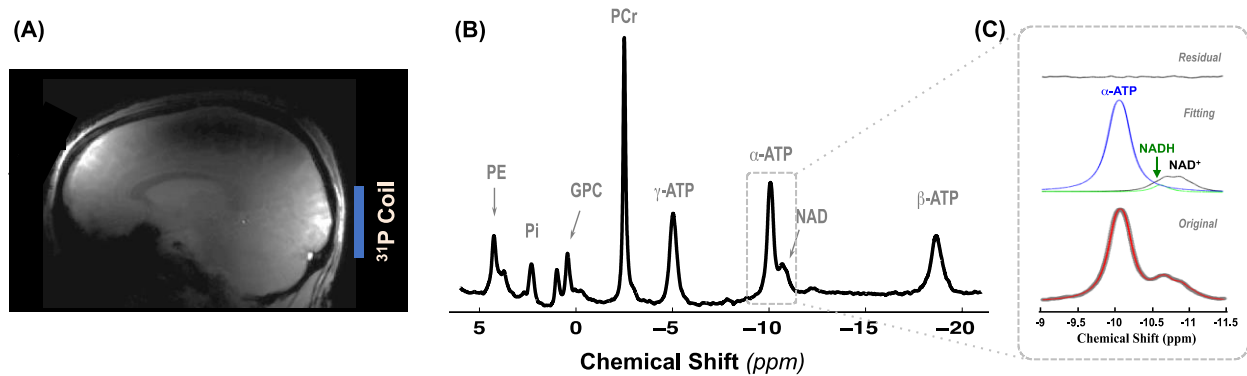 (A)
³¹P Coil
(B)
PCr
PE
Pi
GPC
γ-ATP
α-ATP
NAD
β-ATP
5
0
−5
−10
−15
−20
Chemical Shift (ppm)
(C)
Residual
α-ATP
Fitting
NADH
NAD⁺
Original
-9
-9.5
-10
-10.5
-11
-11.5
Chemical Shift (ppm)